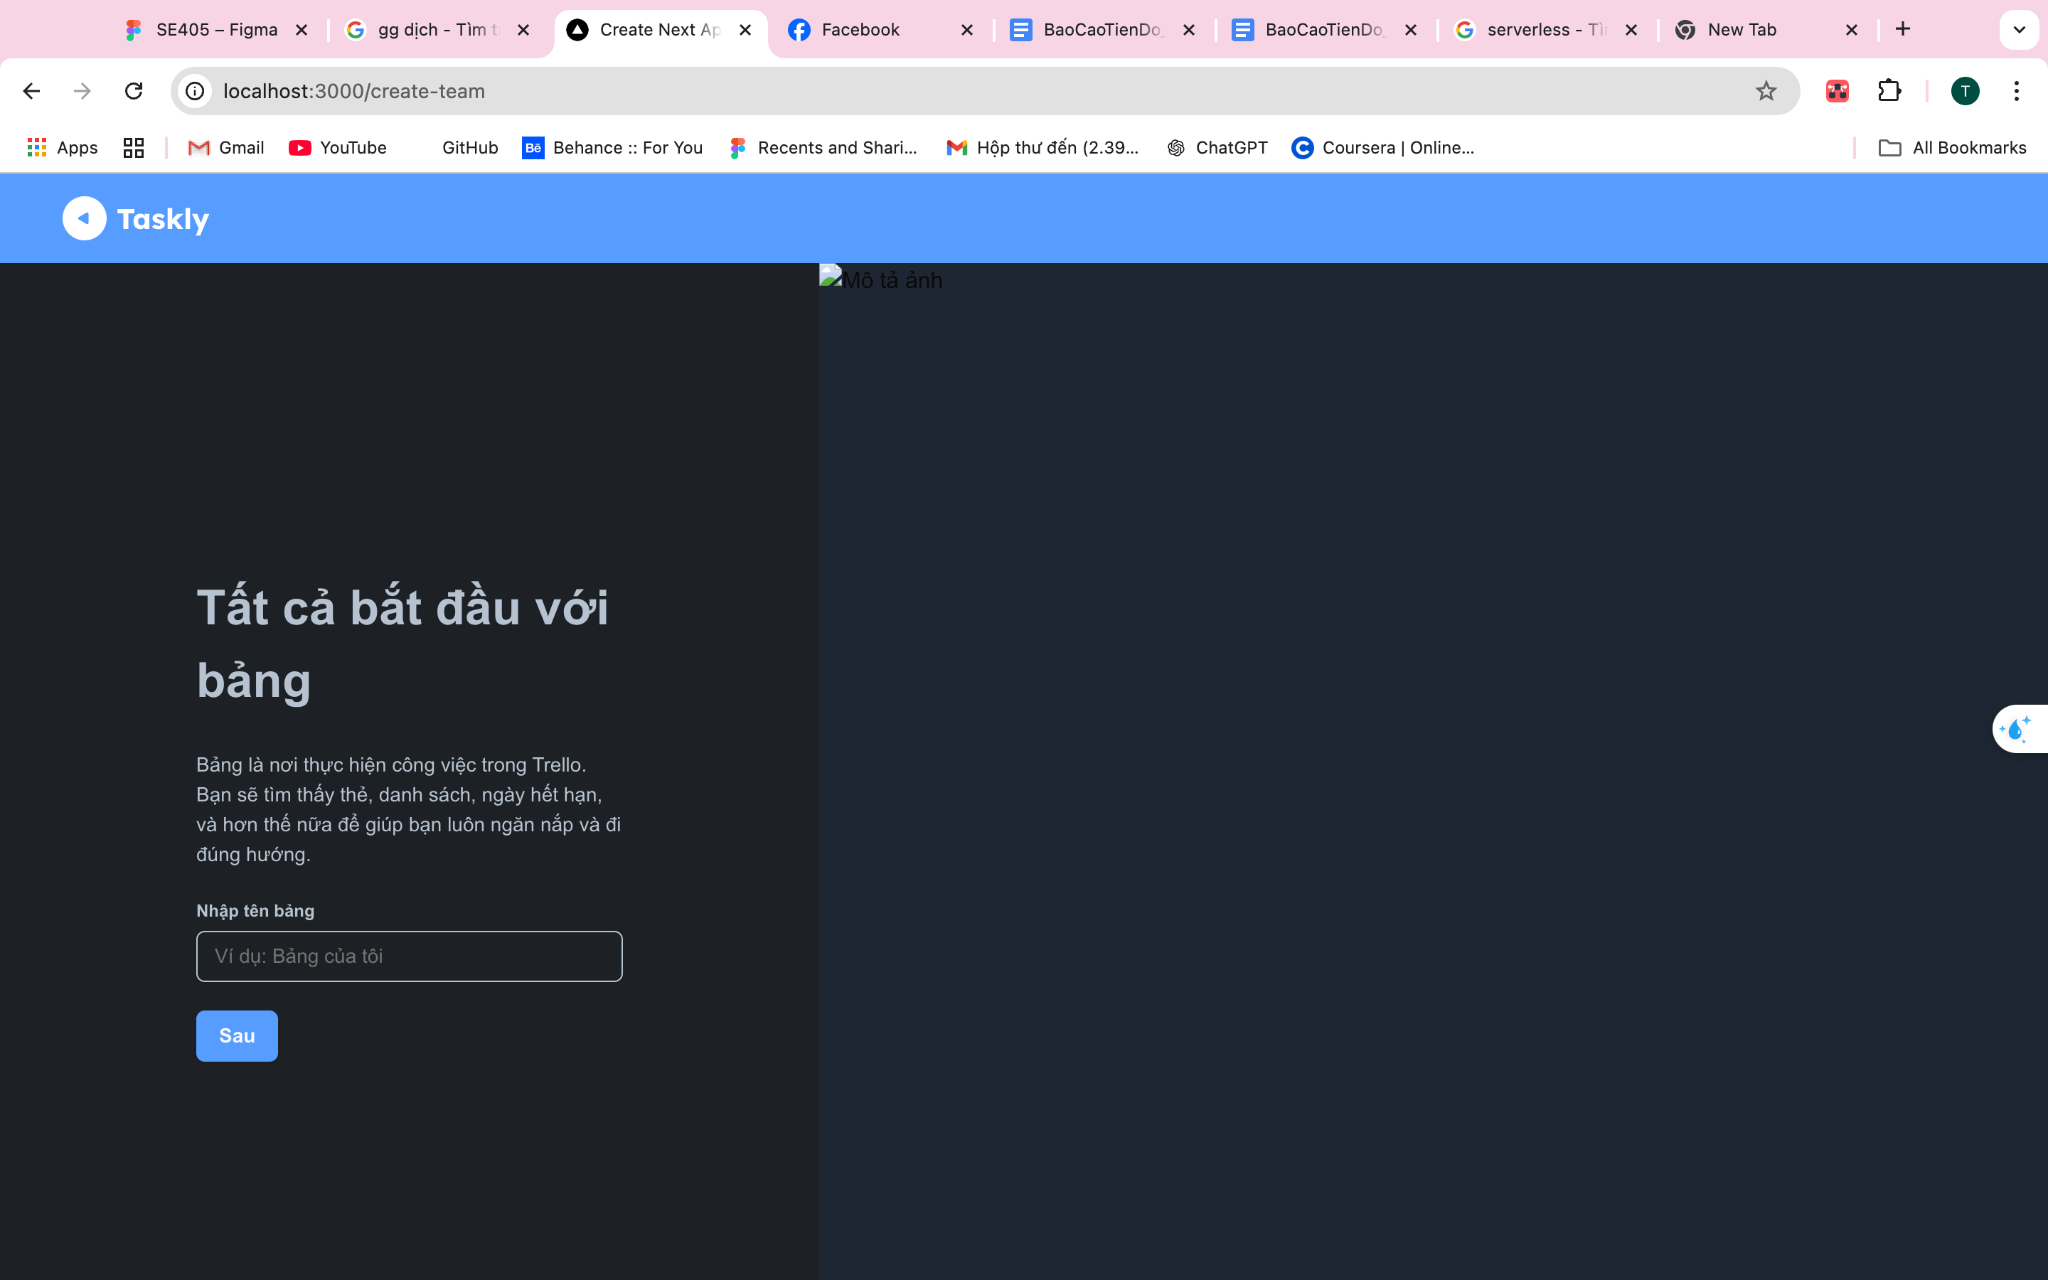 SE405 – Figma
gg dịch - Tìm t
Create Next Ap
Facebook
BaoCaoTienDo_
BaoCaoTienDo_
serverless - Tì
New Tab
localhost:3000/create-team
T
Apps
Gmail
YouTube
GitHub
Bē
Behance :: For You
Recents and Shari...
Hộp thư đến (2.39...
ChatGPT
Coursera | Online...
All Bookmarks
Taskly
Mô tả ảnh
Tất cả bắt đầu với
bảng
Bảng là nơi thực hiện công việc trong Trello.
Bạn sẽ tìm thấy thẻ, danh sách, ngày hết hạn,
và hơn thế nữa để giúp bạn luôn ngăn nắp và đi
đúng hướng.
Nhập tên bảng
Ví dụ: Bảng của tôi
Sau